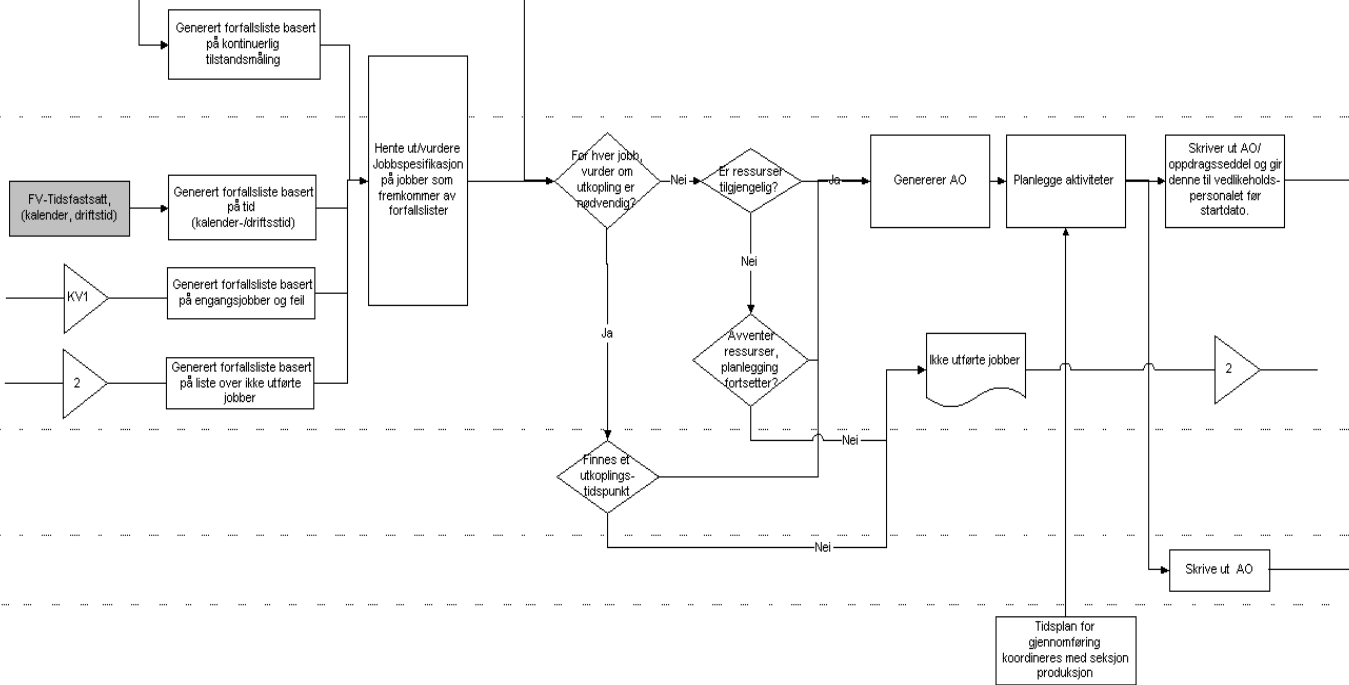 Generert forfallsliste basert
på kontinuerlig
tilstandsmåling
FV-Tidsfastsatt,
(kalender, driftstid)
Generert forfallsliste basert
på tid
(kalender-/driftsstid)
KV1
Generert forfallsliste basert
på engangsjobber og feil
2
Generert forfallsliste basert
på liste over ikke utførte
jobber
Hente ut/vurdere
Jobbspesifikasjon
på jobber som
fremkommer av
forfallslister
For hver jobb,
vurder om
utkopling er
nødvendig?
Nei
Er ressurser
tilgjengelig?
Ja
Genererer AO
Planlegge aktiviteter
Skriver ut AO/
oppdragsseddel og gir
denne til vedlikeholds-
personalet før
startdato.
Nei
Ja
Avventer
ressurser,
planlegging
fortsetter?
Nei
Ikke utførte jobber
2
Finnes et
utkoplings-
tidspunkt
Nei
Skrive ut AO
Tidsplan for
gjennomføring
koordineres med seksjon
produksjon